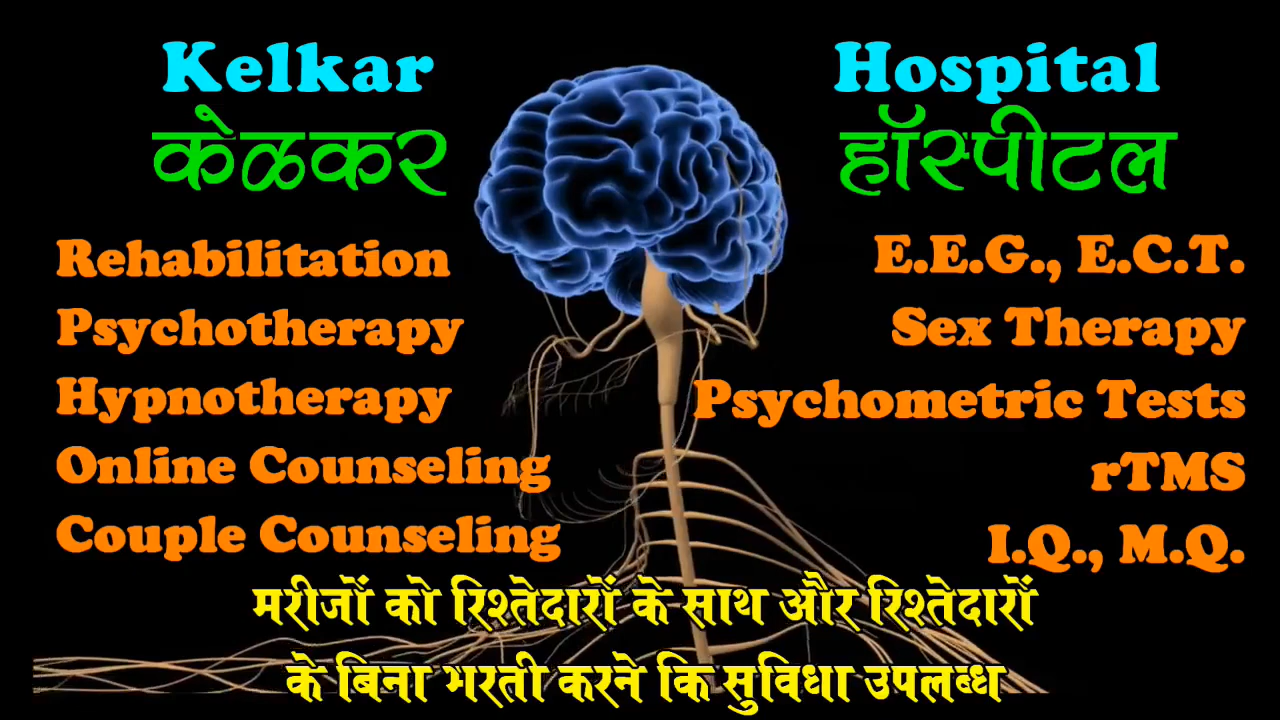 Kelkar Hospital
केळकर हॉस्पीटल
Rehabilitation
Psychotherapy
Hypnotherapy
Online Counseling
Couple Counseling
E.E.G., E.C.T.
Sex Therapy
Psychometric Tests
rTMS
I.Q., M.Q.
मरीजों को रिश्तेदारों के साथ और रिश्तेदारों
के बिना भरती करने कि सुविधा उपलब्ध